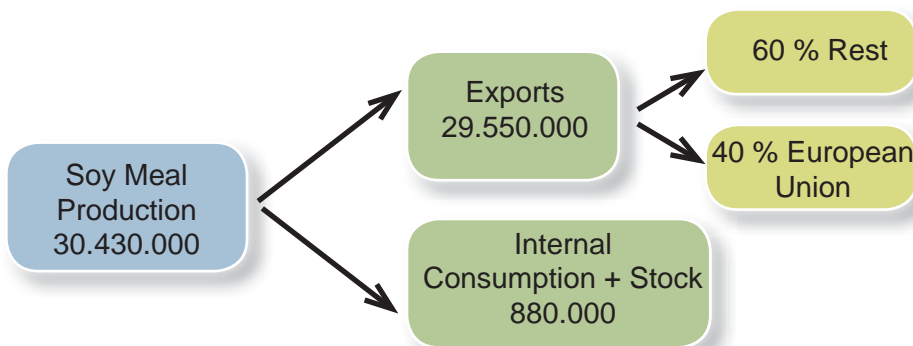 Soy Meal
Production
30.430.000
Exports
29.550.000
60 % Rest
40 % European
Union
Internal
Consumption + Stock
880.000